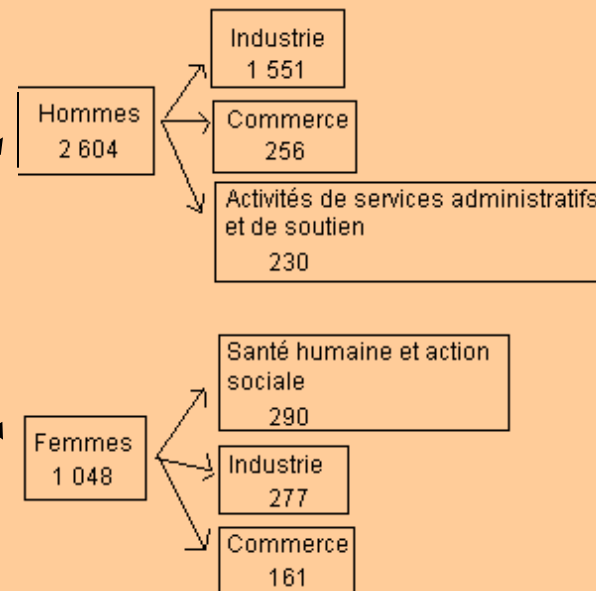 Industrie
1 551
Hommes
2 604
Commerce
256
Activités de services administratifs
et de soutien
230
Santé humaine et action
sociale
290
Femmes
1 048
Industrie
277
Commerce
161